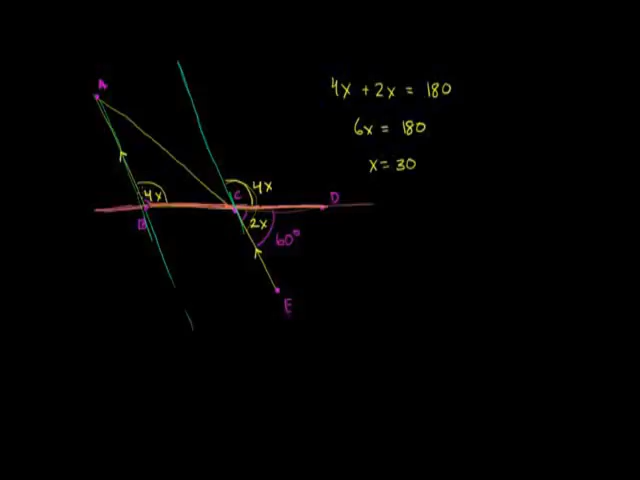 A
4x + 2x = 180
6x = 180
x = 30
4x
4x
C
D
B
2x
60°
E